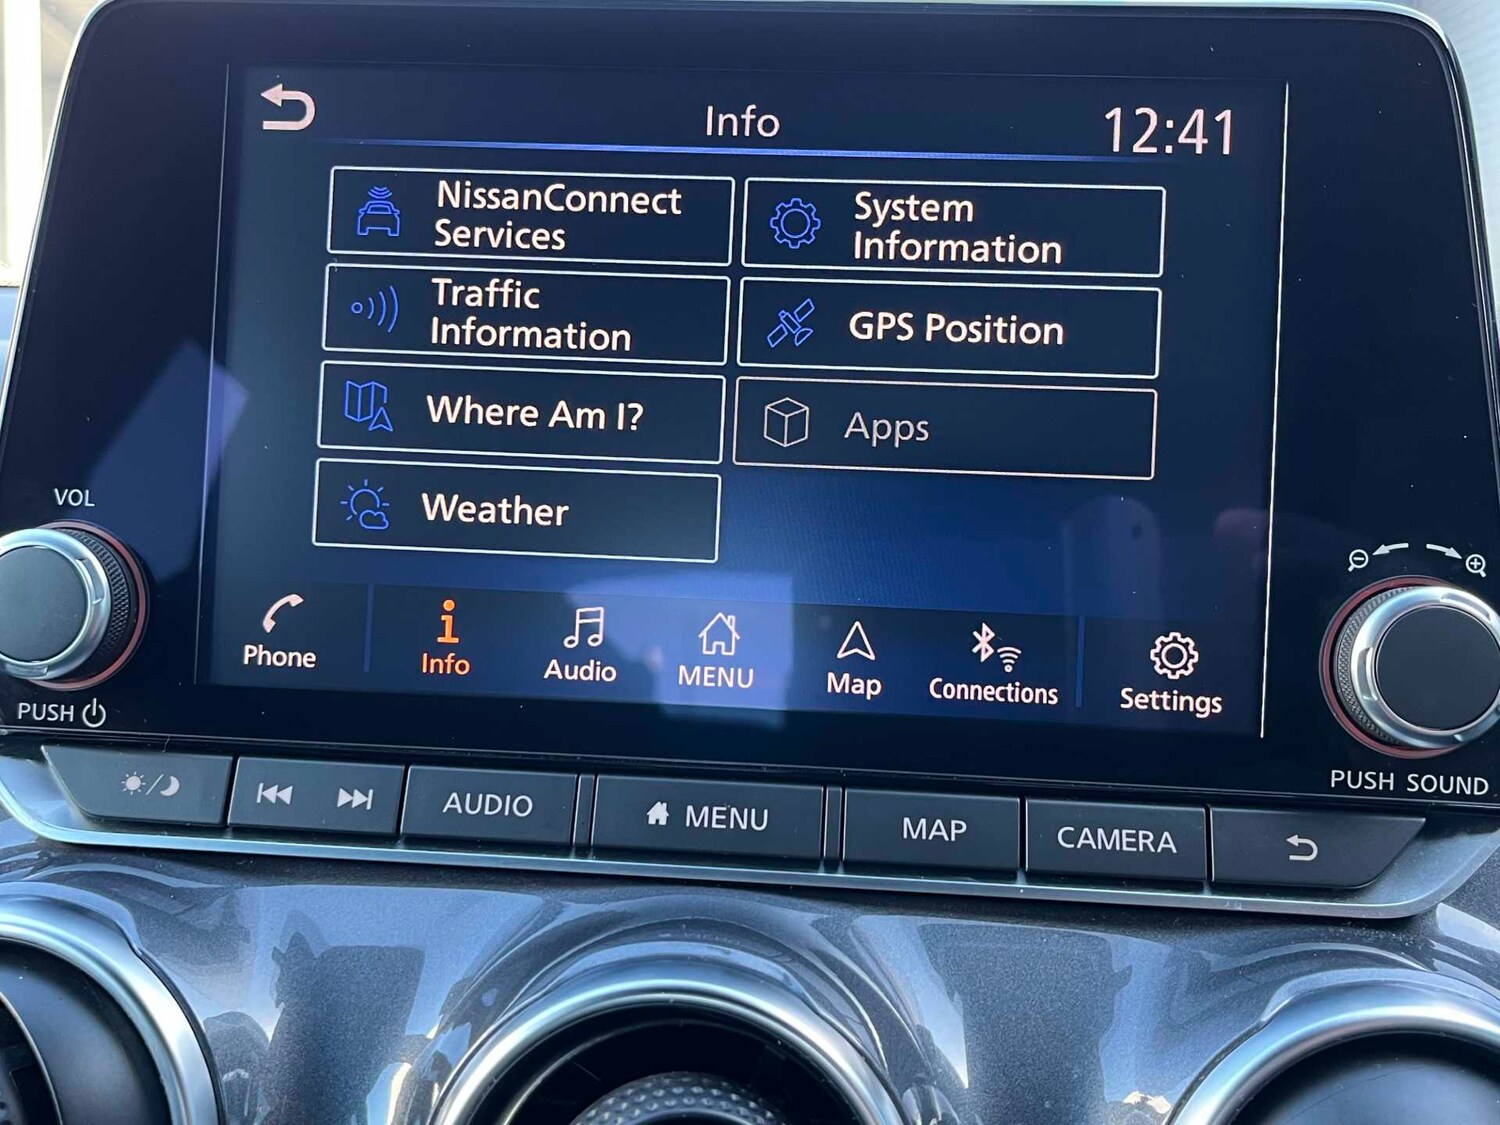 Info
12:41
NissanConnect
Services
System
Information
Traffic
Information
GPS Position
Where Am I?
Apps
Weather
VOL
Phone
Info
Audio
MENU
Map
Connections
Settings
PUSH
PUSH SOUND
AUDIO
MENU
MAP
CAMERA